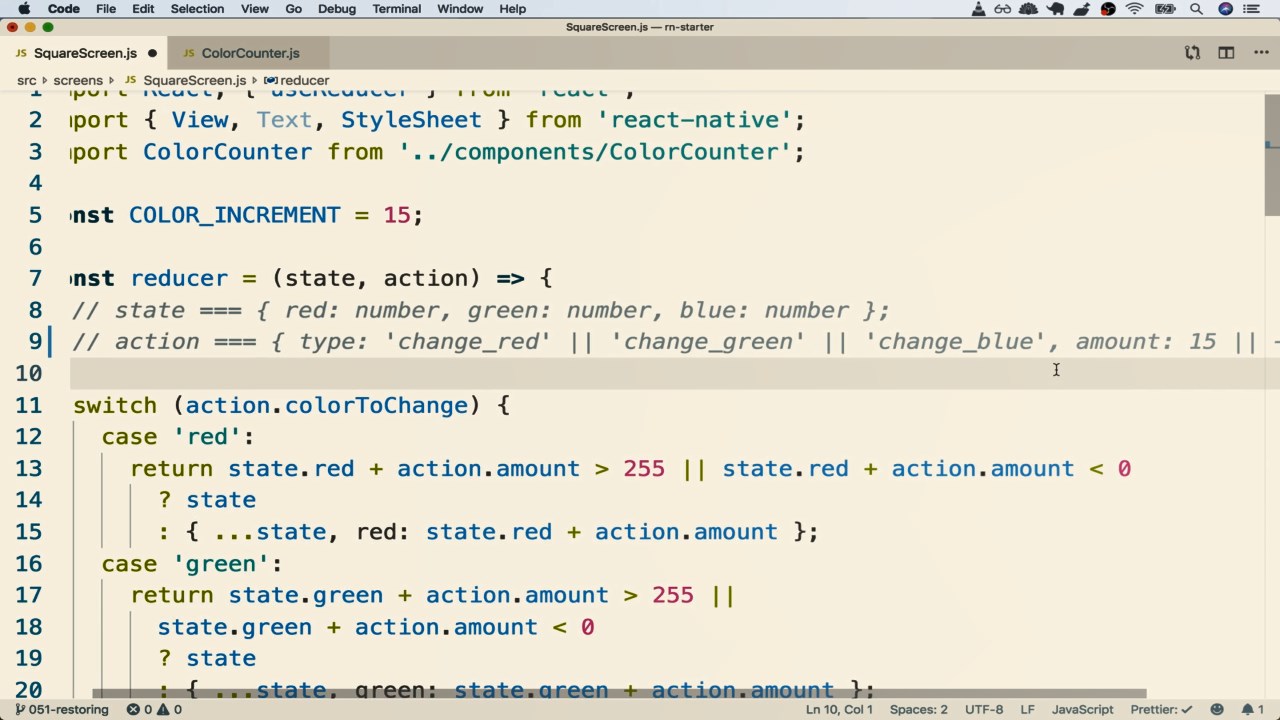 Code File Edit Selection View Go Debug Terminal Window Help
SquareScreen.js — rn-starter
JS SquareScreen.js ● JS ColorCounter.js
src screens JS SquareScreen.js reducer
1 port React, { useReducer } from 'react';
2 port { View, Text, StyleSheet } from 'react-native';
3 port ColorCounter from '../components/ColorCounter';
4
5 nst COLOR_INCREMENT = 15;
6
7 nst reducer = (state, action) => {
8 // state === { red: number, green: number, blue: number };
9 // action === { type: 'change_red' || 'change_green' || 'change_blue', amount: 15 || -
10
11 switch (action.colorToChange) {
12 case 'red':
13 return state.red + action.amount > 255 || state.red + action.amount < 0
14 ? state
15 : { ...state, red: state.red + action.amount };
16 case 'green':
17 return state.green + action.amount > 255 ||
18 state.green + action.amount < 0
19 ? state
20 : { ...state, green: state.green + action.amount };
051-restoring 0 0 Ln 10, Col 1 Spaces: 2 UTF-8 LF JavaScript Prettier: ✓ 1